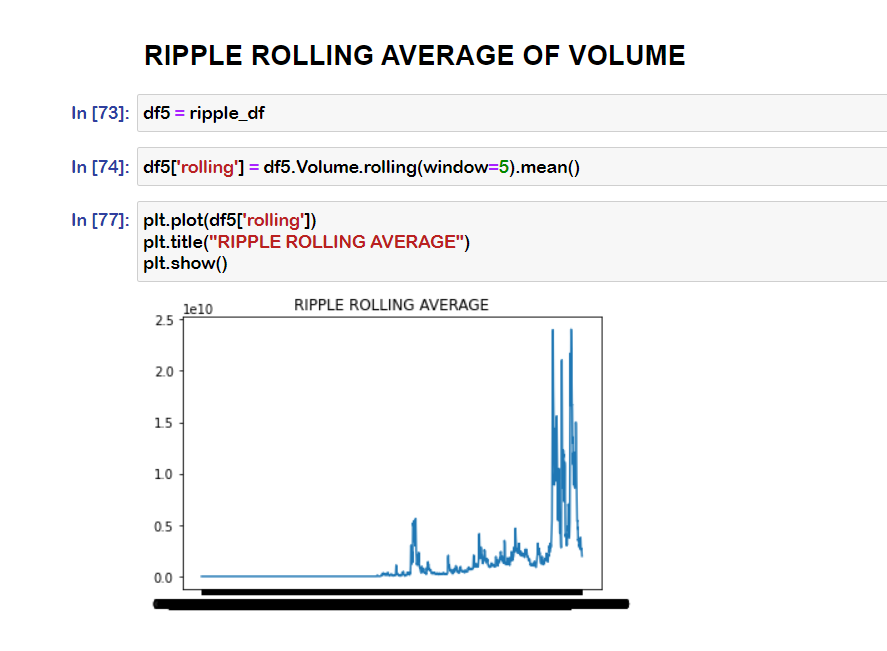 RIPPLE ROLLING AVERAGE OF VOLUME
In [73]: df5 = ripple_df
In [74]: df5['rolling'] = df5.Volume.rolling(window=5).mean()
In [77]: plt.plot(df5['rolling'])
plt.title("RIPPLE ROLLING AVERAGE")
plt.show()
RIPPLE ROLLING AVERAGE
1e10
2.5
2.0
1.5
1.0
0.5
0.0